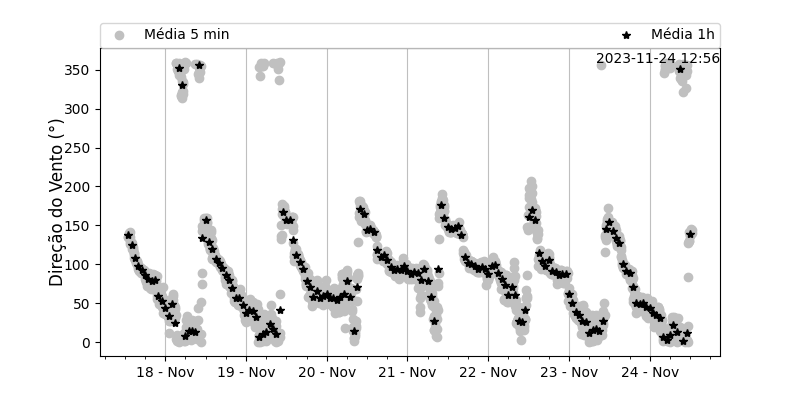 Média 5 min
Média 1h
2023-11-24 12:56
Direção do Vento (°)
350
300
250
200
150
100
50
0
18 - Nov
19 - Nov
20 - Nov
21 - Nov
22 - Nov
23 - Nov
24 - Nov